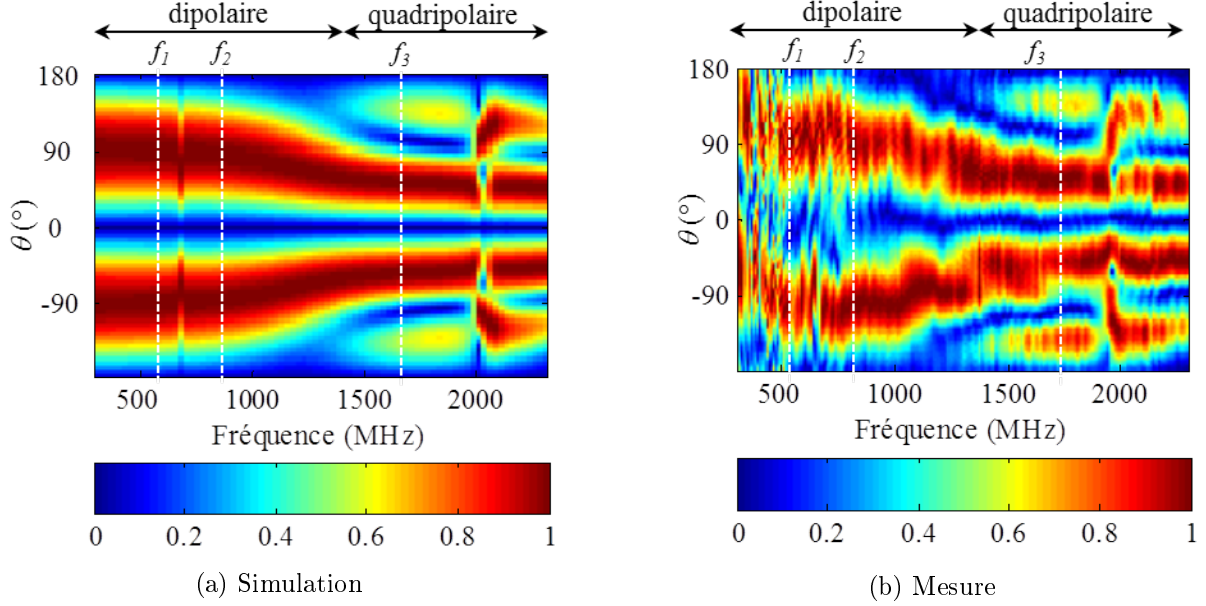 dipolaire quadripolaire
f1 f2 f3
180
90
0
-90
θ (°)
500 1000 1500 2000
Fréquence (MHz)
0 0.2 0.4 0.6 0.8 1
(a) Simulation
dipolaire quadripolaire
f1 f2 f3
180
90
0
-90
θ (°)
500 1000 1500 2000
Fréquence (MHz)
0 0.2 0.4 0.6 0.8 1
(b) Mesure